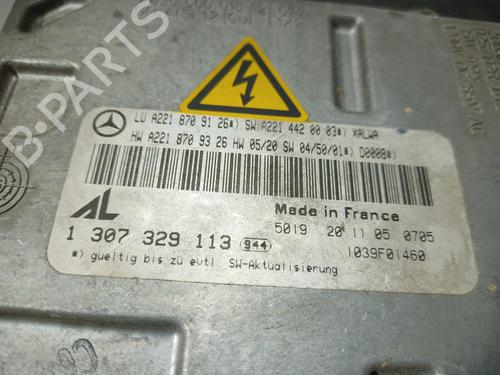 LU A221 870 91 26*) SW A221 442 00 03*) XALWA
HW A221 870 93 26 HW 05/20 SW 04/50/01*) D0008*)
AL
Made in France
1 307 329 113 944
5019 20 11 05 0705
*) gueltig bis zu evtl. SW-Aktualisierung
1039F01460
B-PARTS